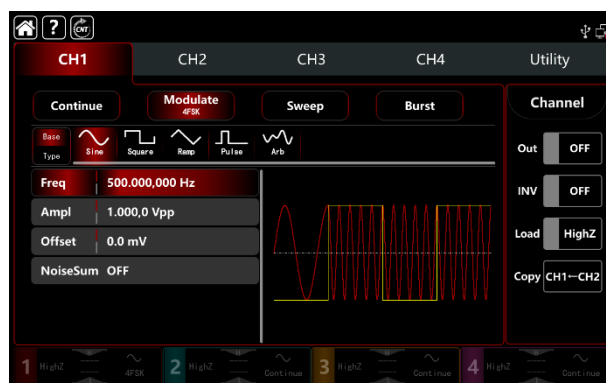 ? CNT
CH1 CH2 CH3 CH4 Utility
Continue Modulate Sweep Burst Channel
4FSK
Base
Type Sine Square Ramp Pulse Arb
Out OFF
Freq 500.000,000 Hz
INV OFF
Ampl 1.000,0 Vpp
Offset 0.0 mV
Load HighZ
NoiseSum OFF
Copy CH1←CH2
1 HighZ 4FSK 2 HighZ Continue 3 HighZ Continue 4 HighZ Continue